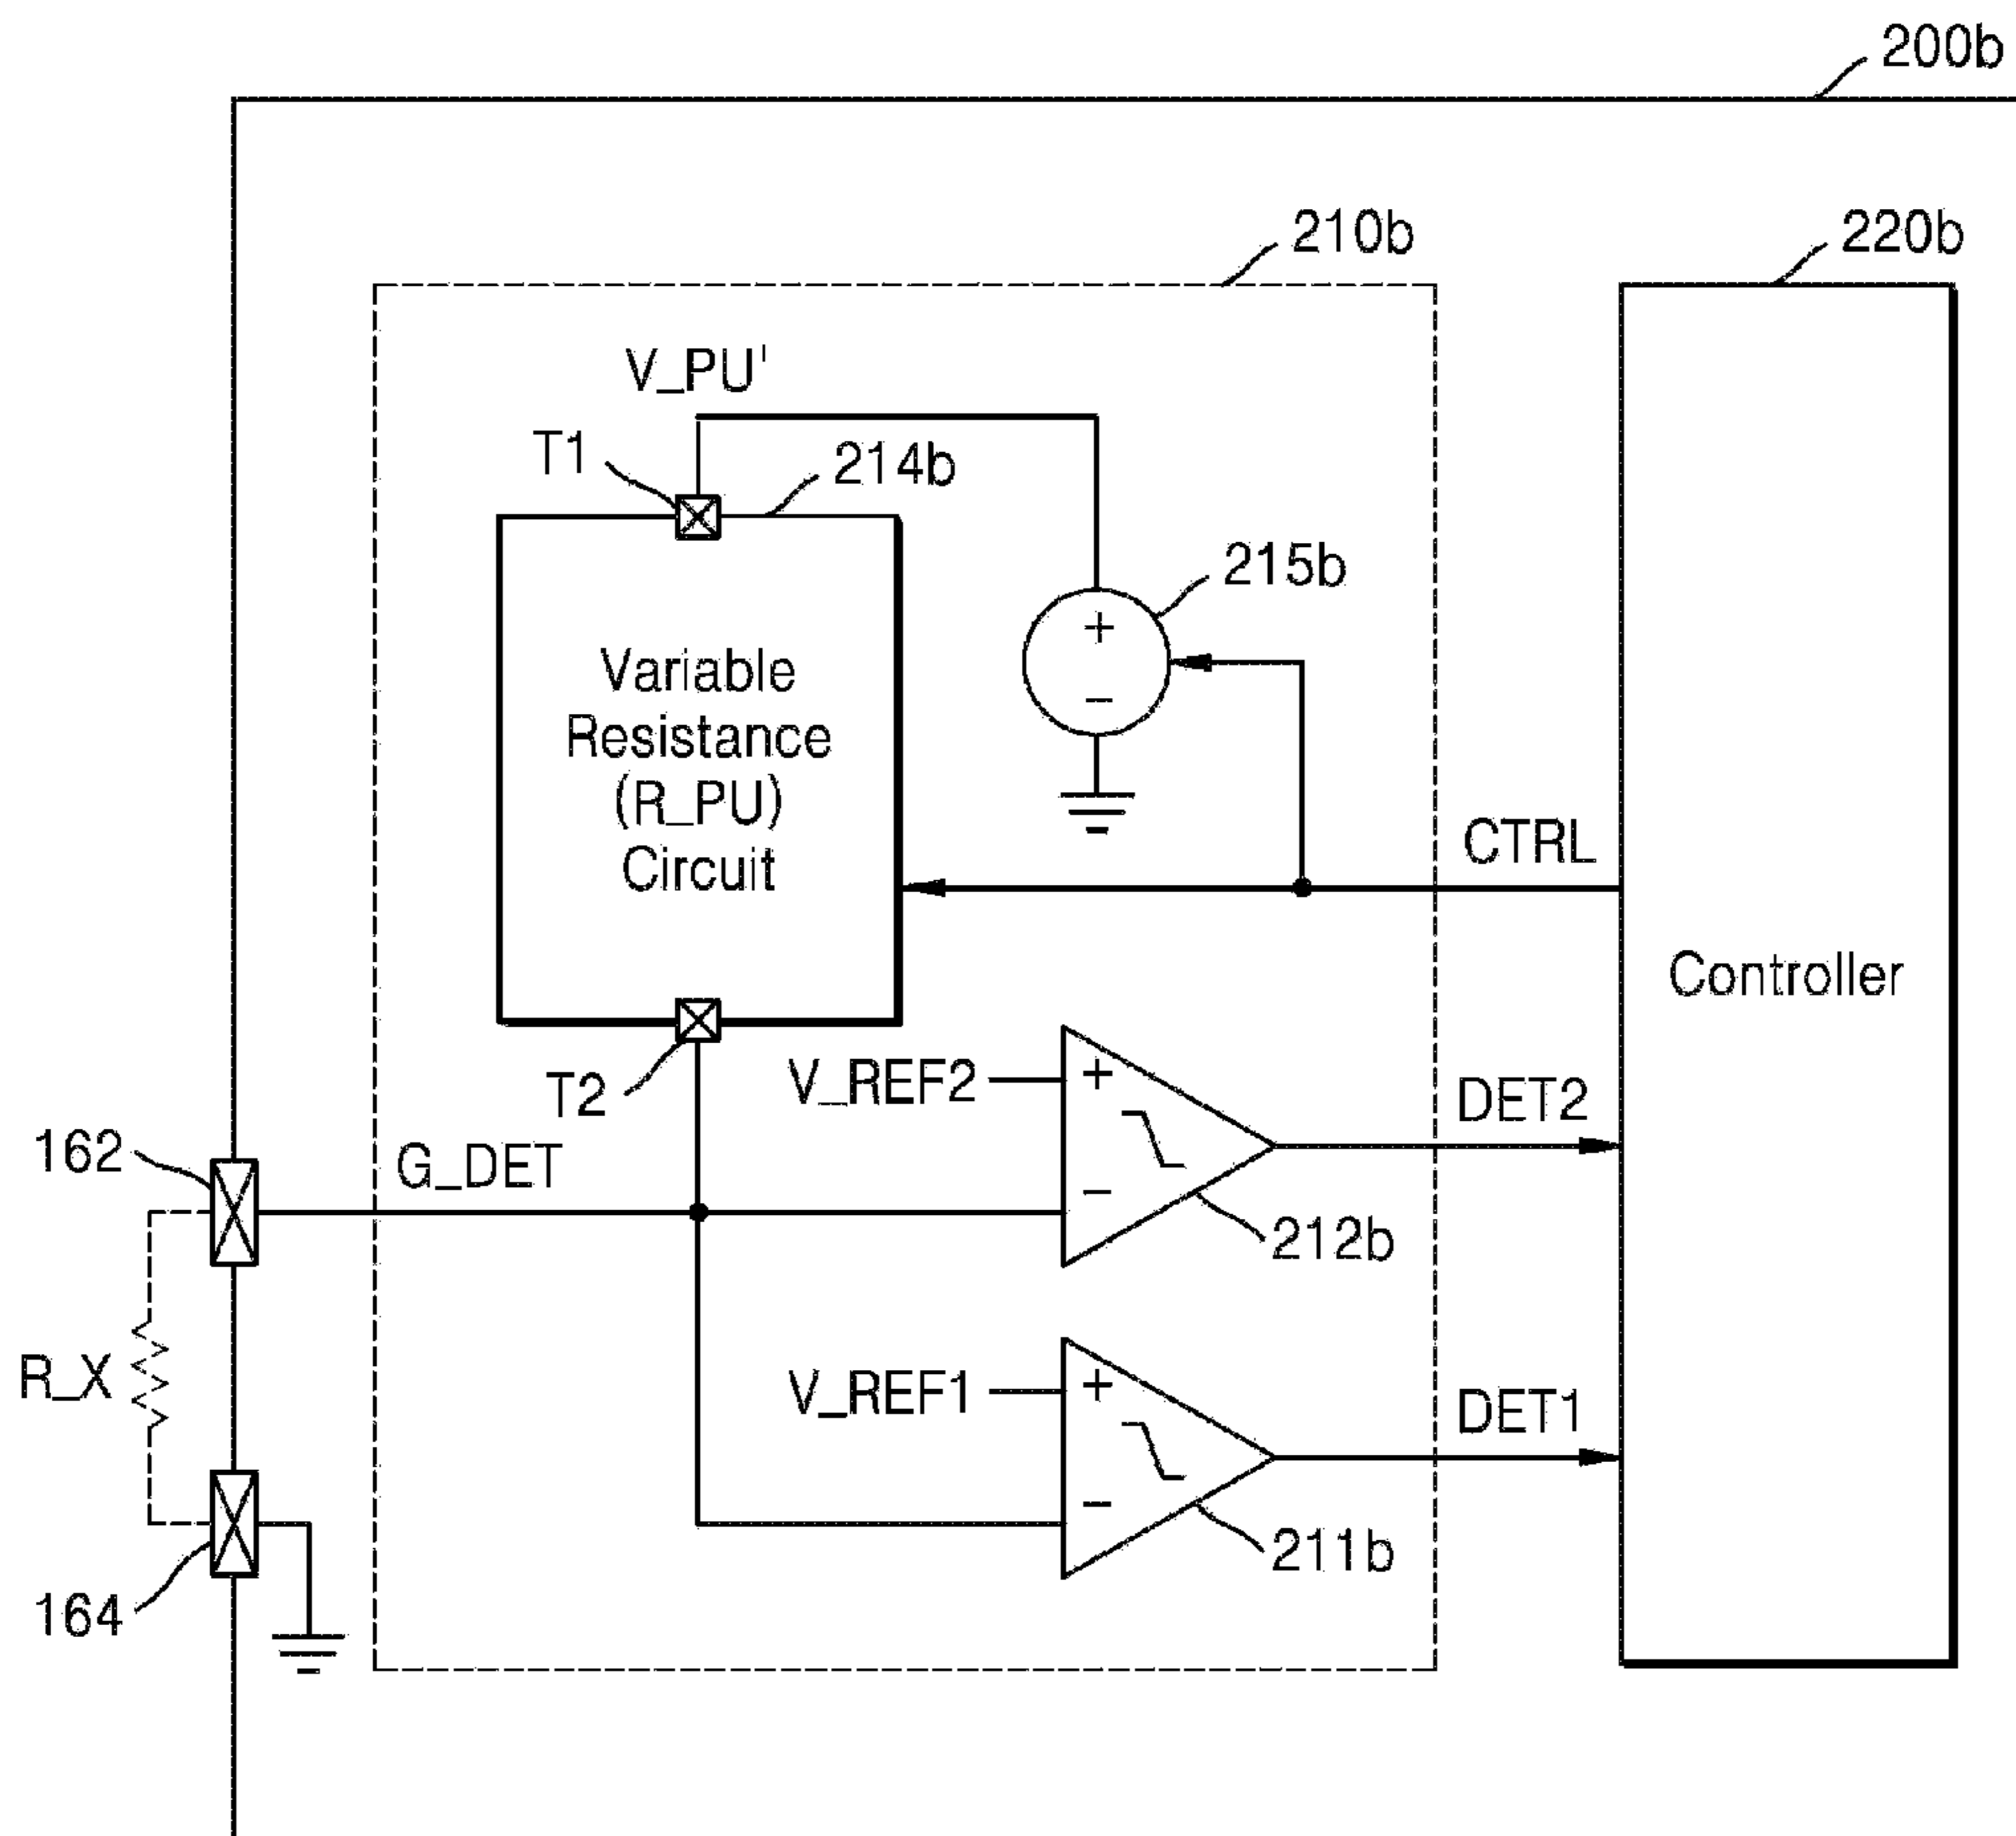 200b
210b
220b
V_PU'
T1
214b
215b
+
−
Variable
Resistance
(R_PU)
Circuit
CTRL
Controller
T2
V_REF2
+
−
DET2
162
G_DET
212b
R_X
V_REF1
+
−
DET1
211b
164